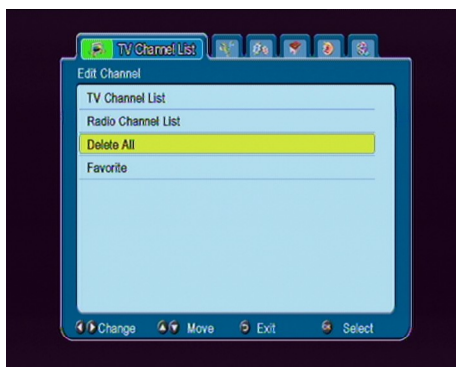 TV Channel List
Edit Channel
TV Channel List
Radio Channel List
Delete All
Favorite
Change Move Exit Select